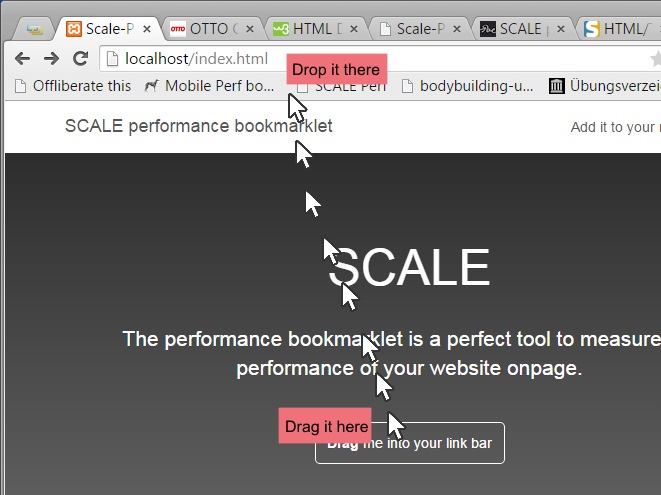 Scale-P
OTTO
HTML
Scale-P
SCALE
HTML/
localhost/index.html
Drop it there
Offliberate this
Mobile Perf bo...
SCALE Perf
bodybuilding-u...
Übungsverzei
SCALE performance bookmarklet
Add it to your
SCALE
The performance bookmarklet is a perfect tool to measure
performance of your website onpage.
Drag it here
Drag me into your link bar